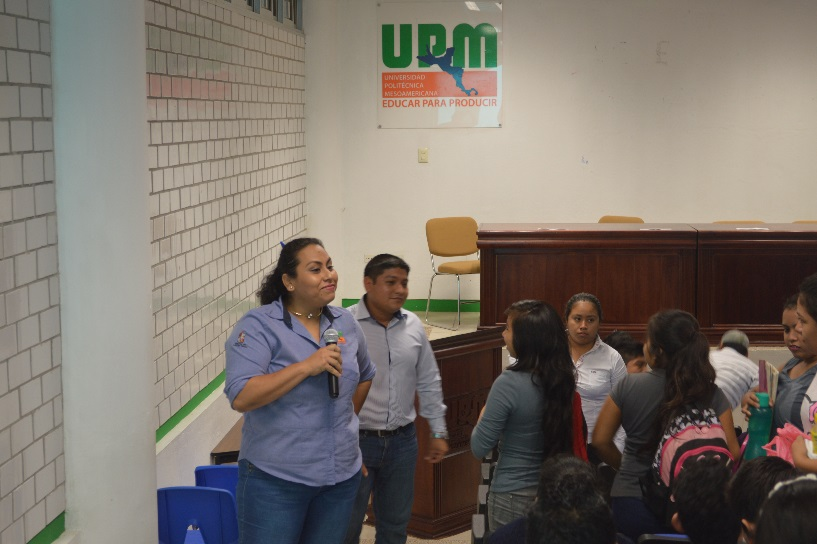 UPM
UNIVERSIDAD
POLITÉCNICA
MESOAMERICANA
EDUCAR PARA PRODUCIR